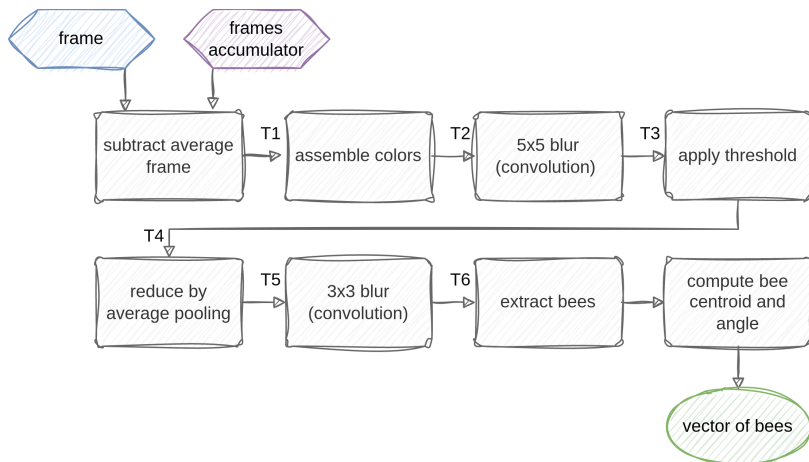 frame
frames
accumulator
subtract average
frame
T1
assemble colors
T2
5x5 blur
(convolution)
T3
apply threshold
T4
reduce by
average pooling
T5
3x3 blur
(convolution)
T6
extract bees
compute bee
centroid and
angle
vector of bees